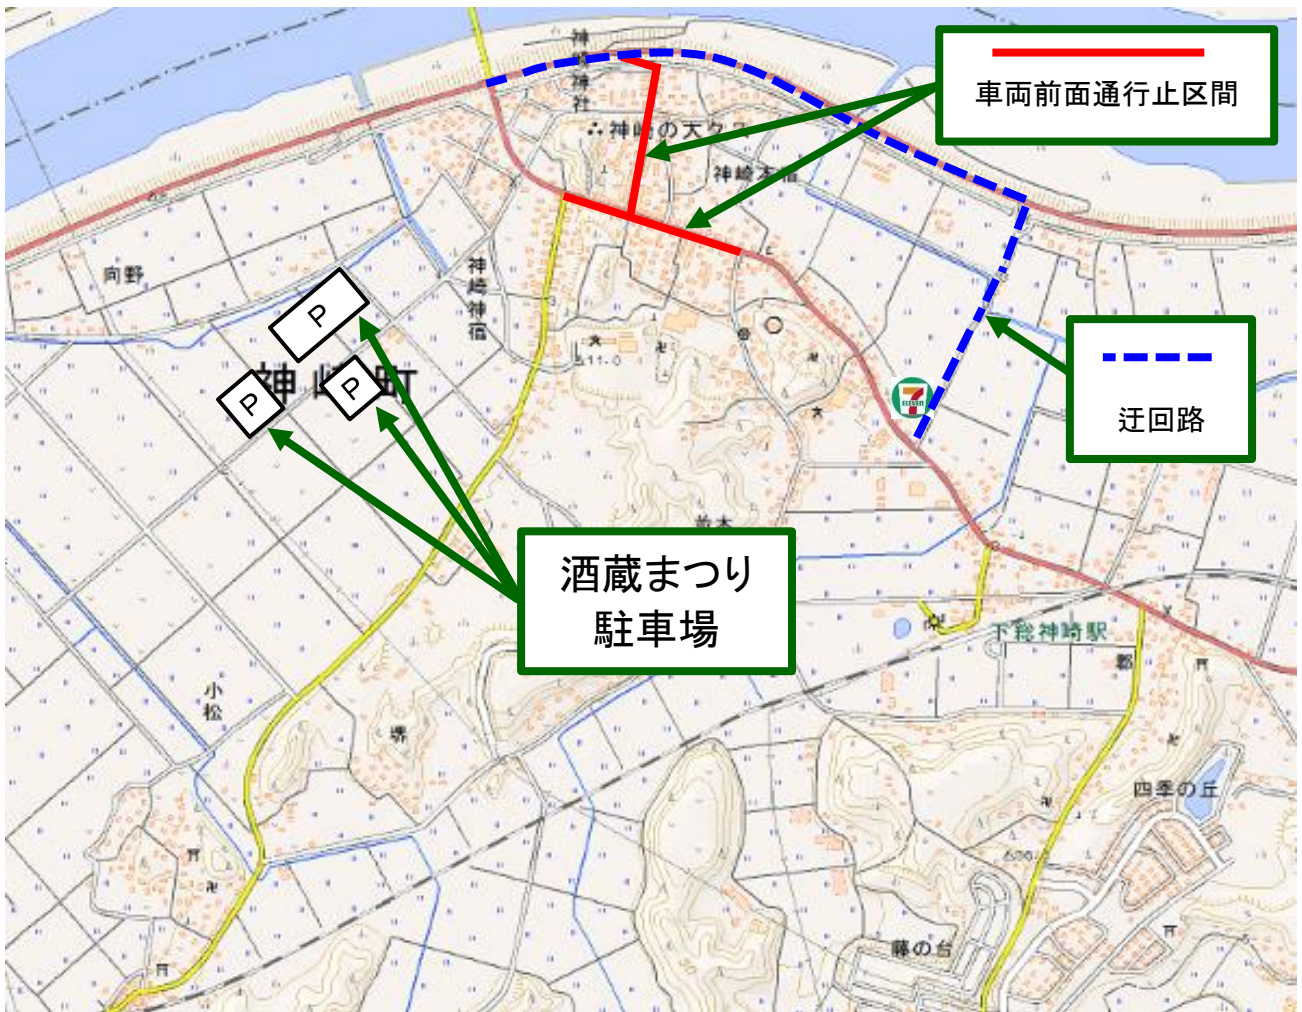 車両前面通行止区間
神崎神社
神崎の大クス
神崎本宿
向野
神崎神宿
P
P
P
神崎町
ELEVEN
迂回路
並木
酒蔵まつり
駐車場
下総神崎駅
郡
小松
堺
四季の丘
藤の台